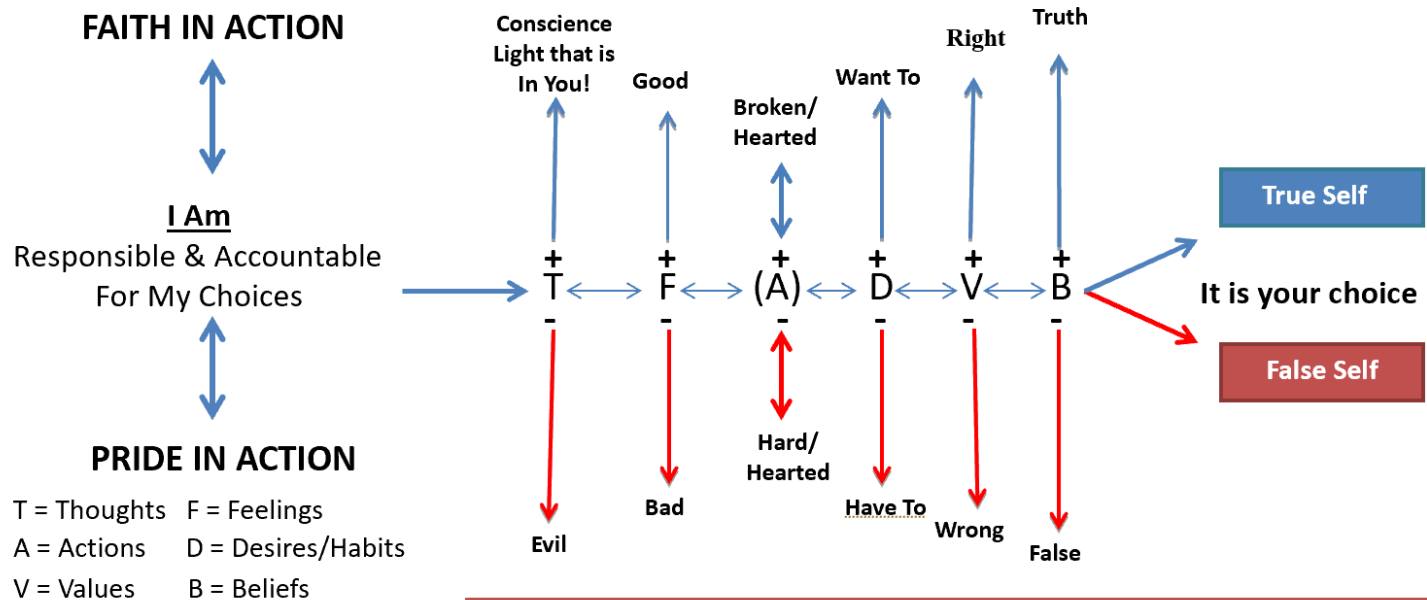 FAITH IN ACTION
I Am
Responsible & Accountable
For My Choices
PRIDE IN ACTION
T = Thoughts F = Feelings
A = Actions D = Desires/Habits
V = Values B = Beliefs
Conscience
Light that is
In You!
Good
Broken/
Hearted
Want To
Right
Truth
+ + + + + +
T F (A) D V B
- - - - - -
Evil
Bad
Hard/
Hearted
Have To
Wrong
False
True Self
It is your choice
False Self